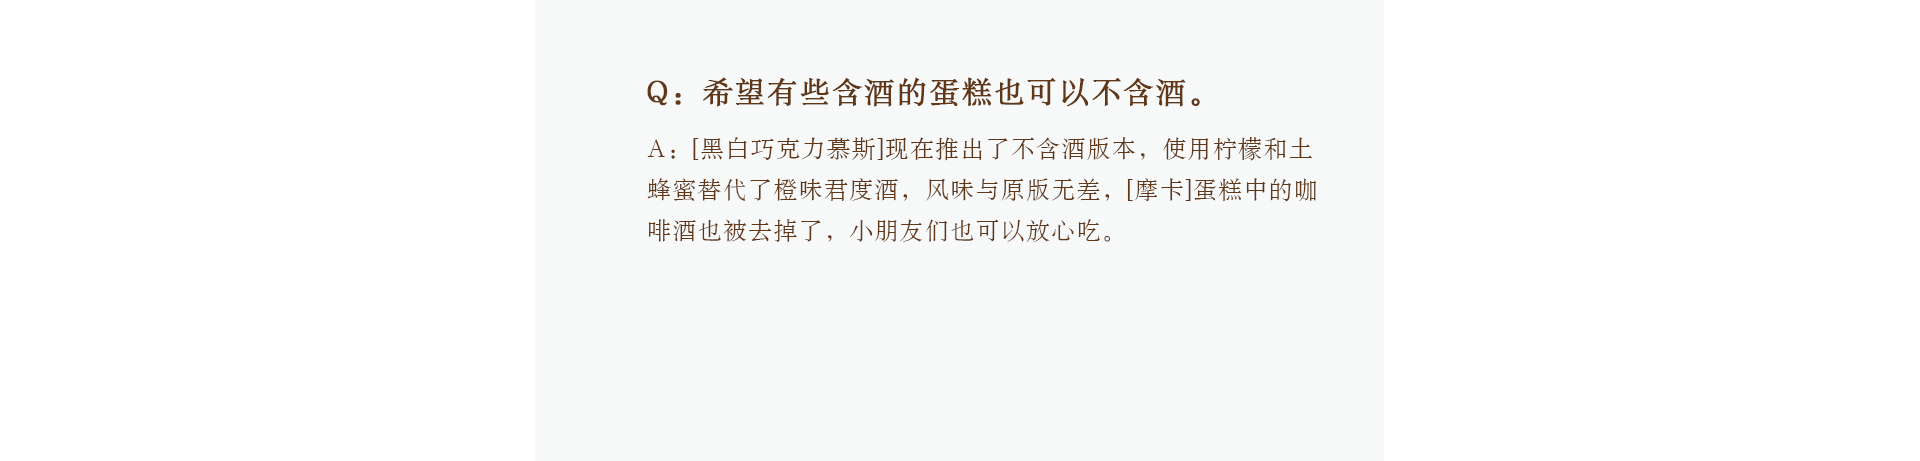 Q：希望有些含酒的蛋糕也可以不含酒。
A：[黑白巧克力慕斯]现在推出了不含酒版本，使用柠檬和土
蜂蜜替代了橙味君度酒，风味与原版无差，[摩卡]蛋糕中的咖
啡酒也被去掉了，小朋友们也可以放心吃。